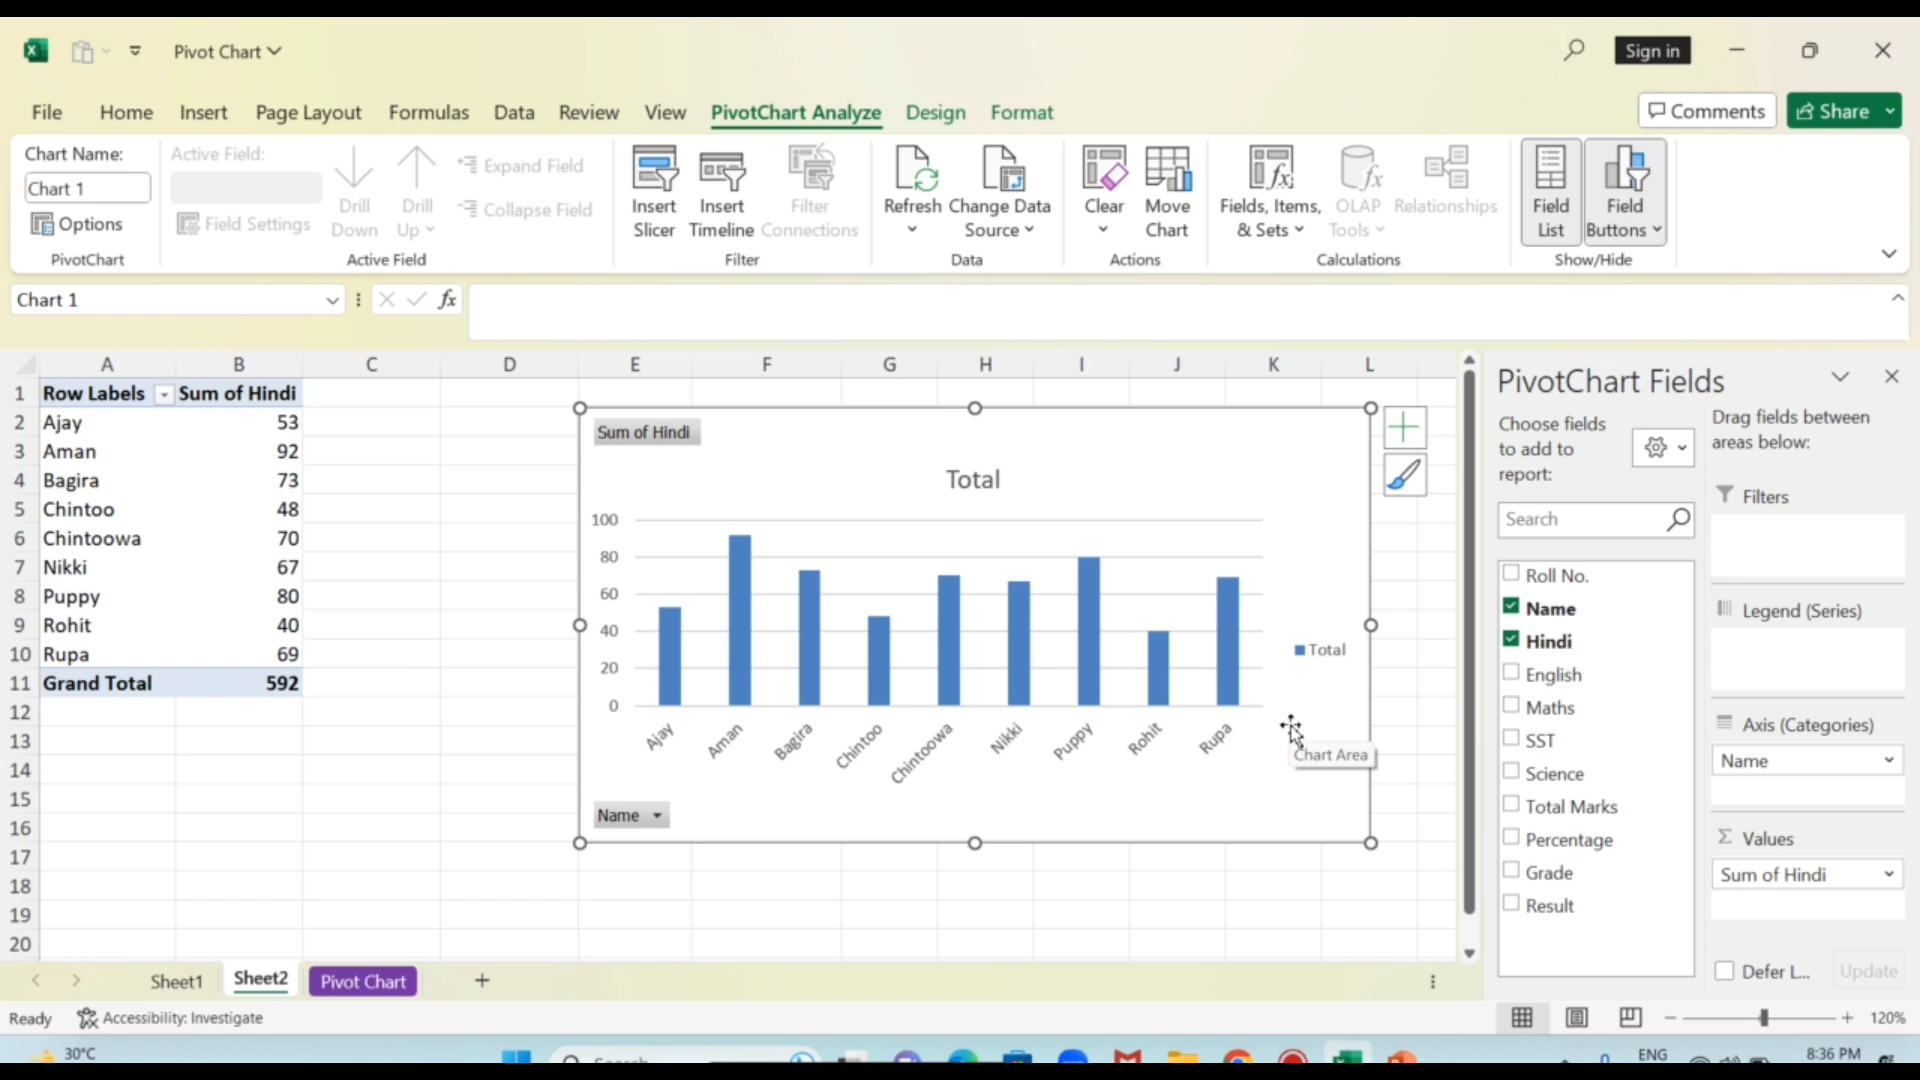 Pivot Chart
Sign in
File Home Insert Page Layout Formulas Data Review View PivotChart Analyze Design Format
Comments
Share
Chart Name:
Chart 1
Options
PivotChart
Active Field:
Field Settings
Drill Down
Drill Up
Expand Field
Collapse Field
Active Field
Insert Slicer
Insert Timeline
Filter Connections
Filter
Refresh
Change Data Source
Data
Clear
Move Chart
Actions
Fields, Items, & Sets
OLAP Tools
Relationships
Calculations
Field List
Field Buttons
Show/Hide
Chart 1
fx
A B C D E F G H I J K L
1 Row Labels Sum of Hindi
2 Ajay 53
3 Aman 92
4 Bagira 73
5 Chintoo 48
6 Chintoowa 70
7 Nikki 67
8 Puppy 80
9 Rohit 40
10 Rupa 69
11 Grand Total 592
12
13
14
15
16
17
18
19
20
Sum of Hindi
Total
100
80
60
40
20
0
Ajay Aman Bagira Chintoo Chintoowa Nikki Puppy Rohit Rupa
Total
Chart Area
Name
PivotChart Fields
Choose fields
to add to
report:
Search
Roll No.
Name
Hindi
English
Maths
SST
Science
Total Marks
Percentage
Grade
Result
Drag fields between
areas below:
Filters
Legend (Series)
Axis (Categories)
Name
Σ Values
Sum of Hindi
Defer L...
Update
Sheet1 Sheet2 Pivot Chart
Ready
Accessibility: Investigate
120%
30°C
Search
ENG
8:36 PM